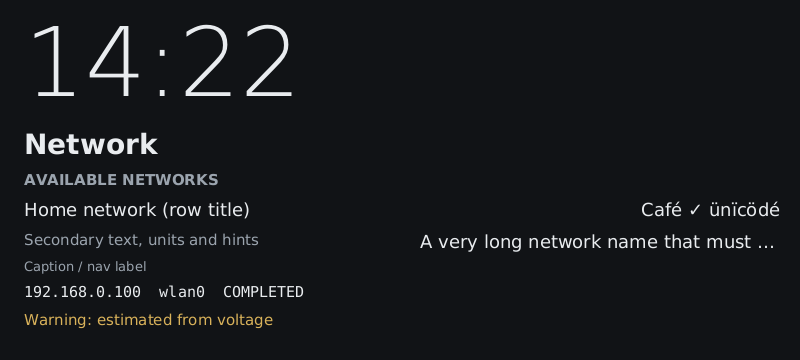 14:22
Network
AVAILABLE NETWORKS
Home network (row title)
Café ✓ ünïcödé
Secondary text, units and hints
A very long network name that must …
Caption / nav label
192.168.0.100  wlan0  COMPLETED
Warning: estimated from voltage